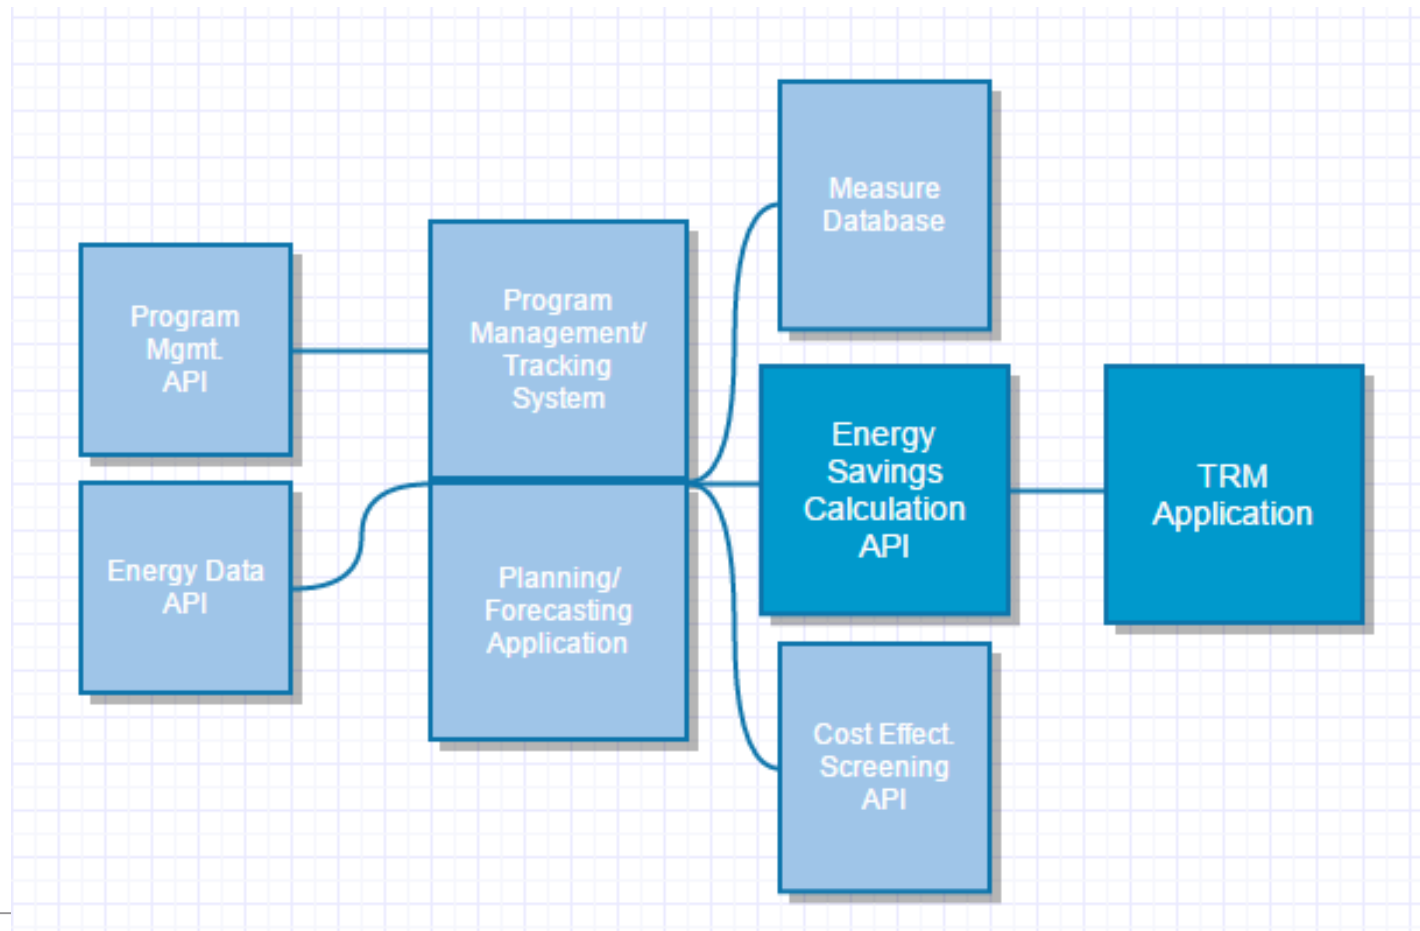 Program
Mgmt.
API
Energy Data
API
Program
Management/
Tracking
System
Planning/
Forecasting
Application
Measure
Database
Energy
Savings
Calculation
API
Cost Effect.
Screening
API
TRM
Application